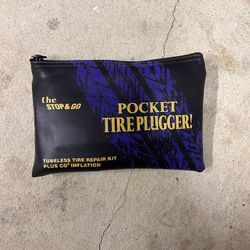 the
STOP & GO
POCKET
TIRE PLUGGER!
TUBELESS TIRE REPAIR KIT
PLUS CO² INFLATION